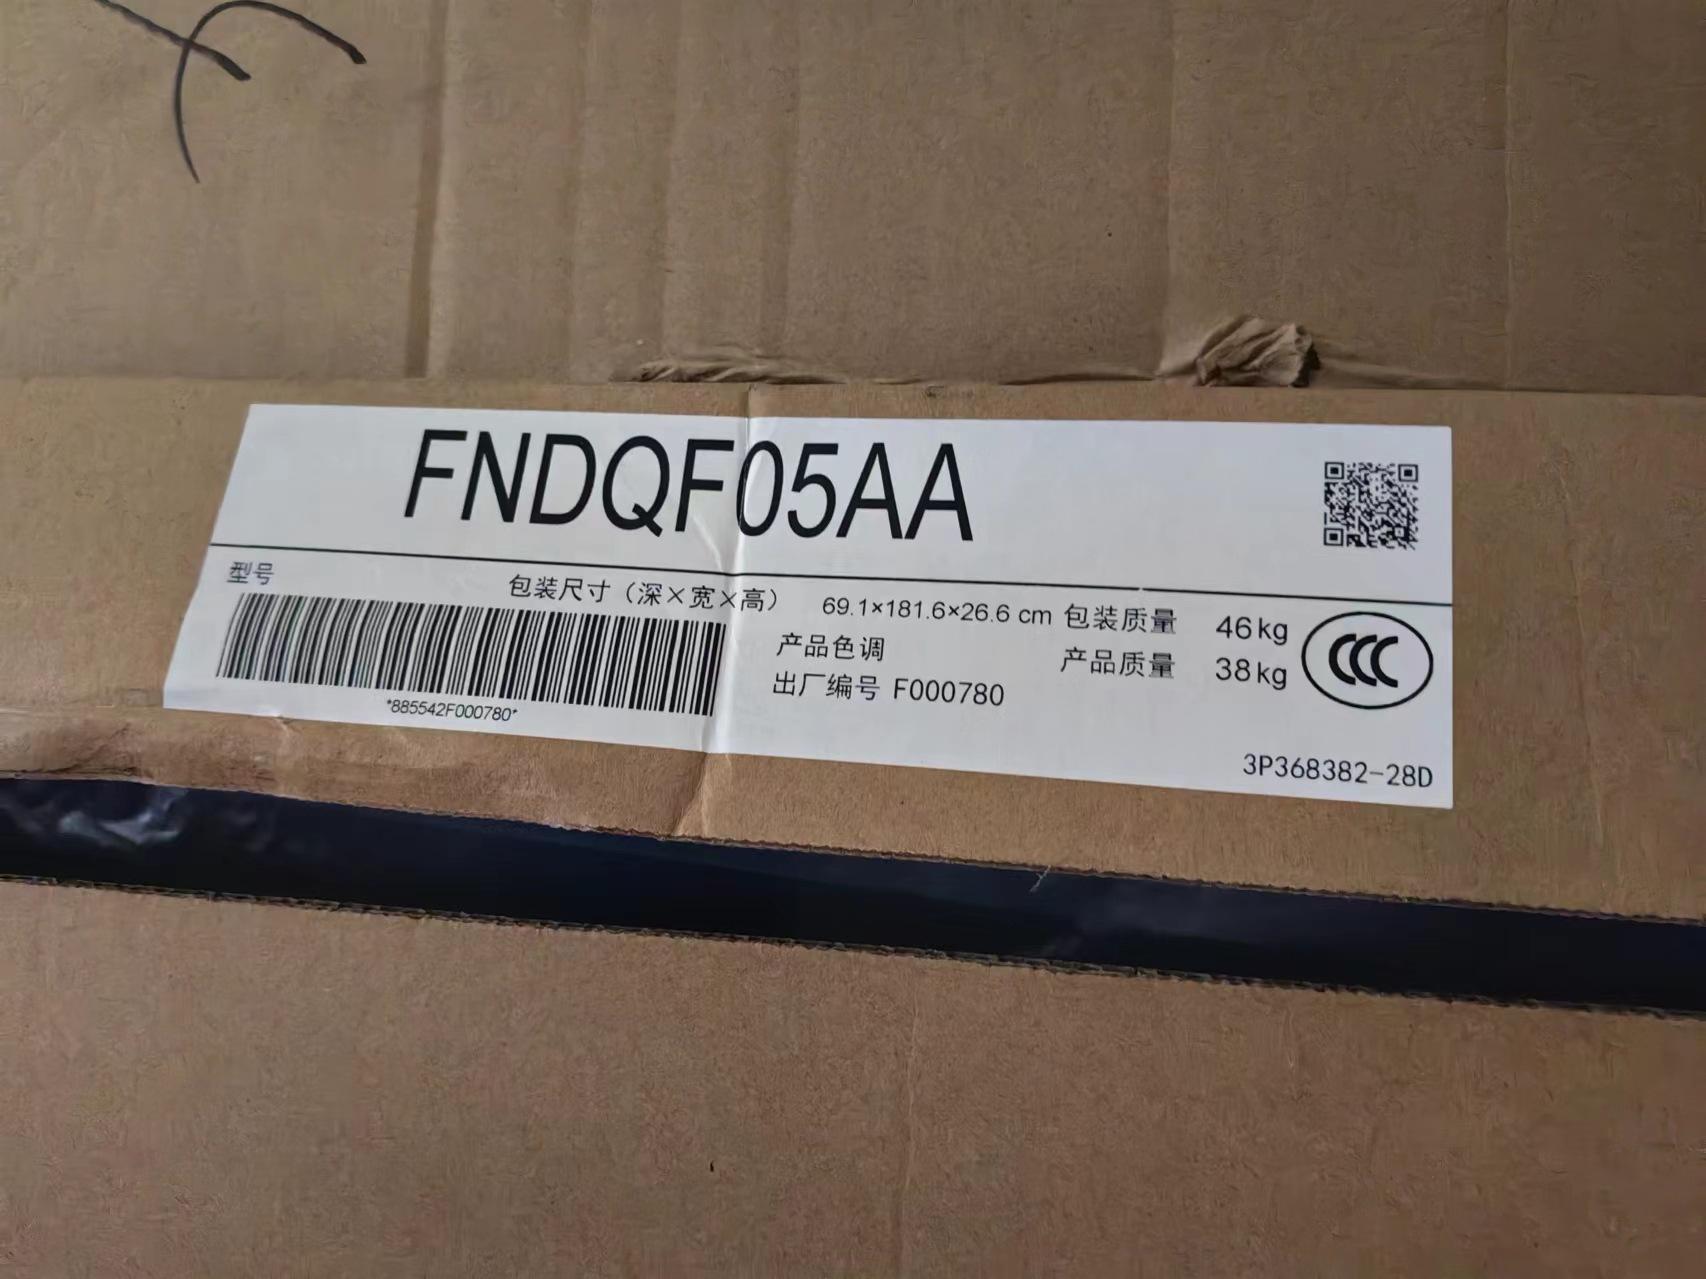 FNDQF05AA
型号
包装尺寸（深×宽×高） 69.1×181.6×26.6 cm 包装质量 46kg
产品色调 产品质量 38kg
出厂编号 F000780
*885542F000780*
CCC
3P368382-28D